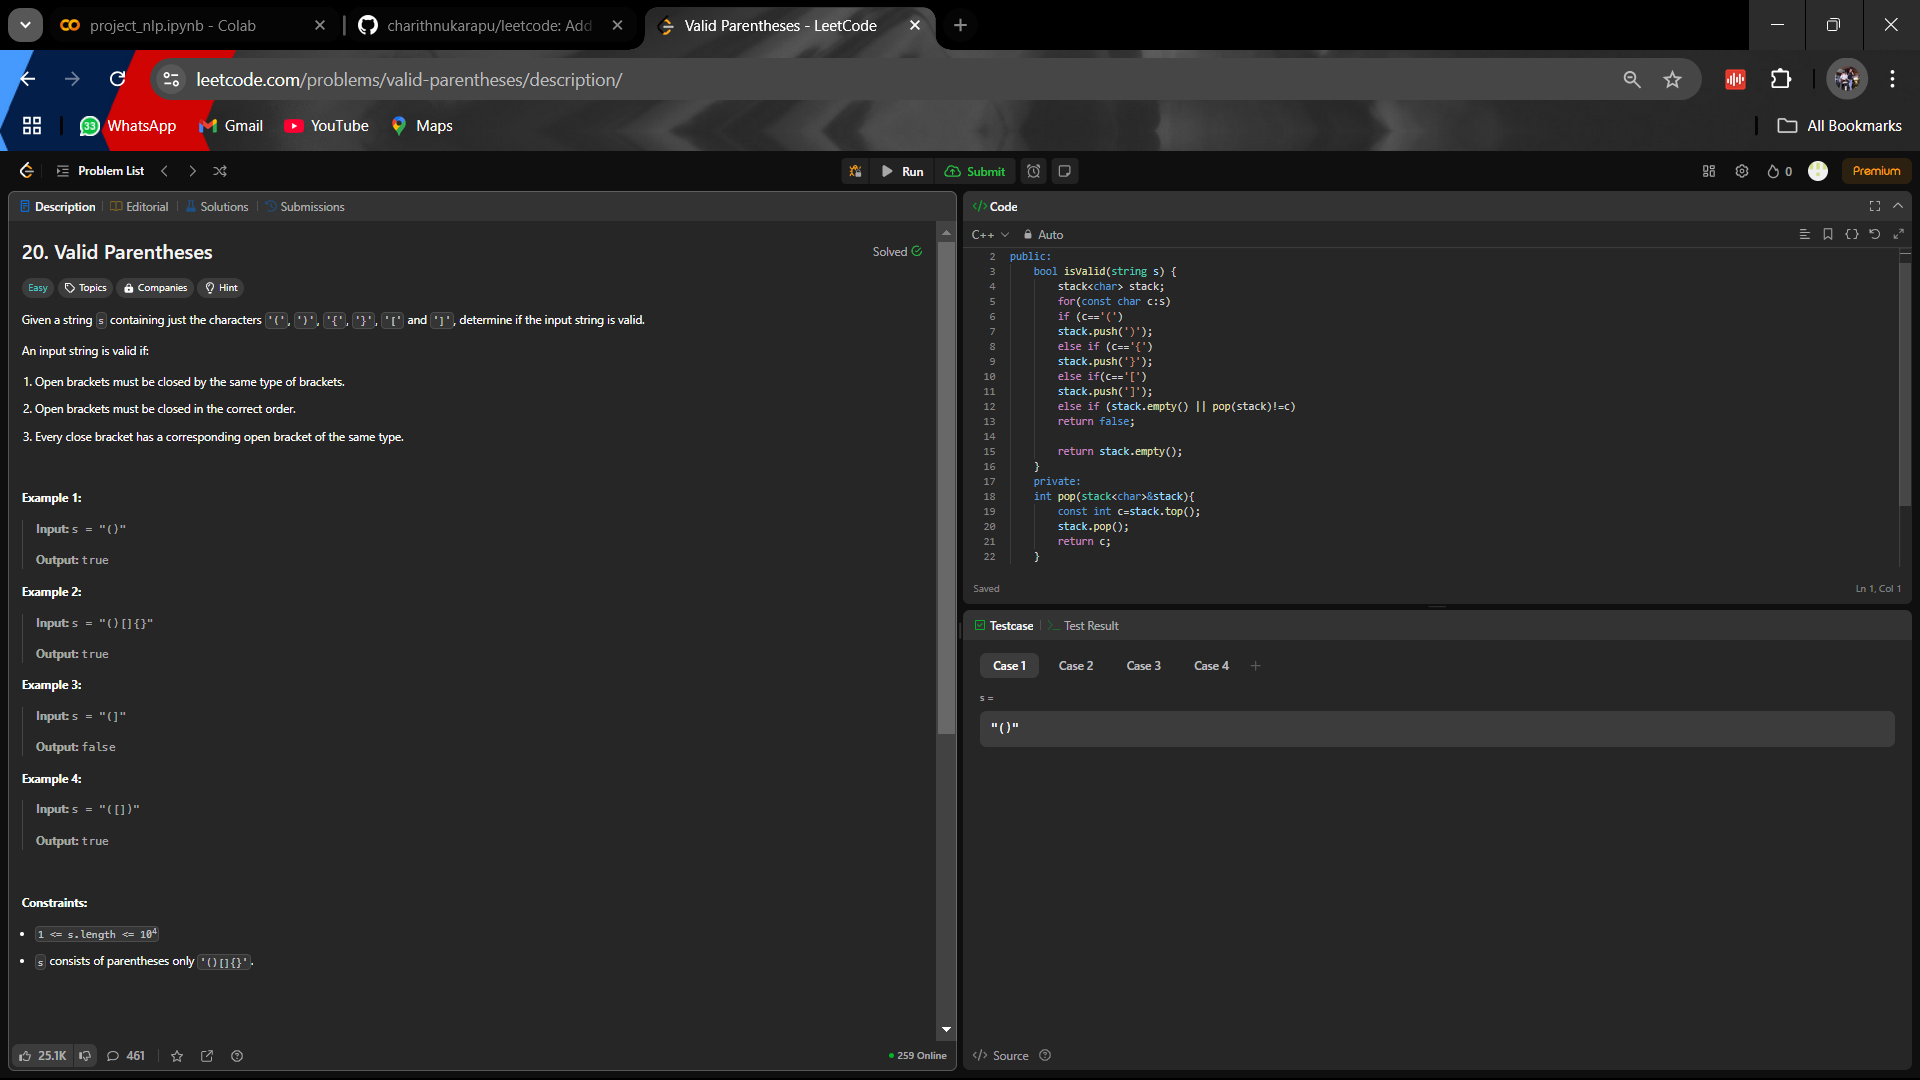 project_nlp.ipynb - Colab
charithnukarapu/leetcode: Add
Valid Parentheses - LeetCode
leetcode.com/problems/valid-parentheses/description/
33 WhatsApp
Gmail
YouTube
Maps
All Bookmarks
Problem List
Run
Submit
0
Premium
Description
Editorial
Solutions
Submissions
20. Valid Parentheses
Solved
Easy
Topics
Companies
Hint
Given a string s containing just the characters '(', ')', '{', '}', '[' and ']', determine if the input string is valid.
An input string is valid if:
1. Open brackets must be closed by the same type of brackets.
2. Open brackets must be closed in the correct order.
3. Every close bracket has a corresponding open bracket of the same type.
Example 1:
Input: s = "()"
Output: true
Example 2:
Input: s = "()[]{}"
Output: true
Example 3:
Input: s = "(]"
Output: false
Example 4:
Input: s = "([])"
Output: true
Constraints:
• 1 <= s.length <= 10⁴
• s consists of parentheses only '()[]{}'.
25.1K
461
259 Online
</> Code
C++
Auto
2 public:
3 bool isValid(string s) {
4 stack<char> stack;
5 for(const char c:s)
6 if (c=='(')
7 stack.push(')');
8 else if (c=='{')
9 stack.push('}');
10 else if(c=='[')
11 stack.push(']');
12 else if (stack.empty() || pop(stack)!=c)
13 return false;
14
15 return stack.empty();
16 }
17 private:
18 int pop(stack<char>&stack){
19 const int c=stack.top();
20 stack.pop();
21 return c;
22 }
Saved
Ln 1, Col 1
Testcase
Test Result
Case 1
Case 2
Case 3
Case 4
s =
"()"
</> Source